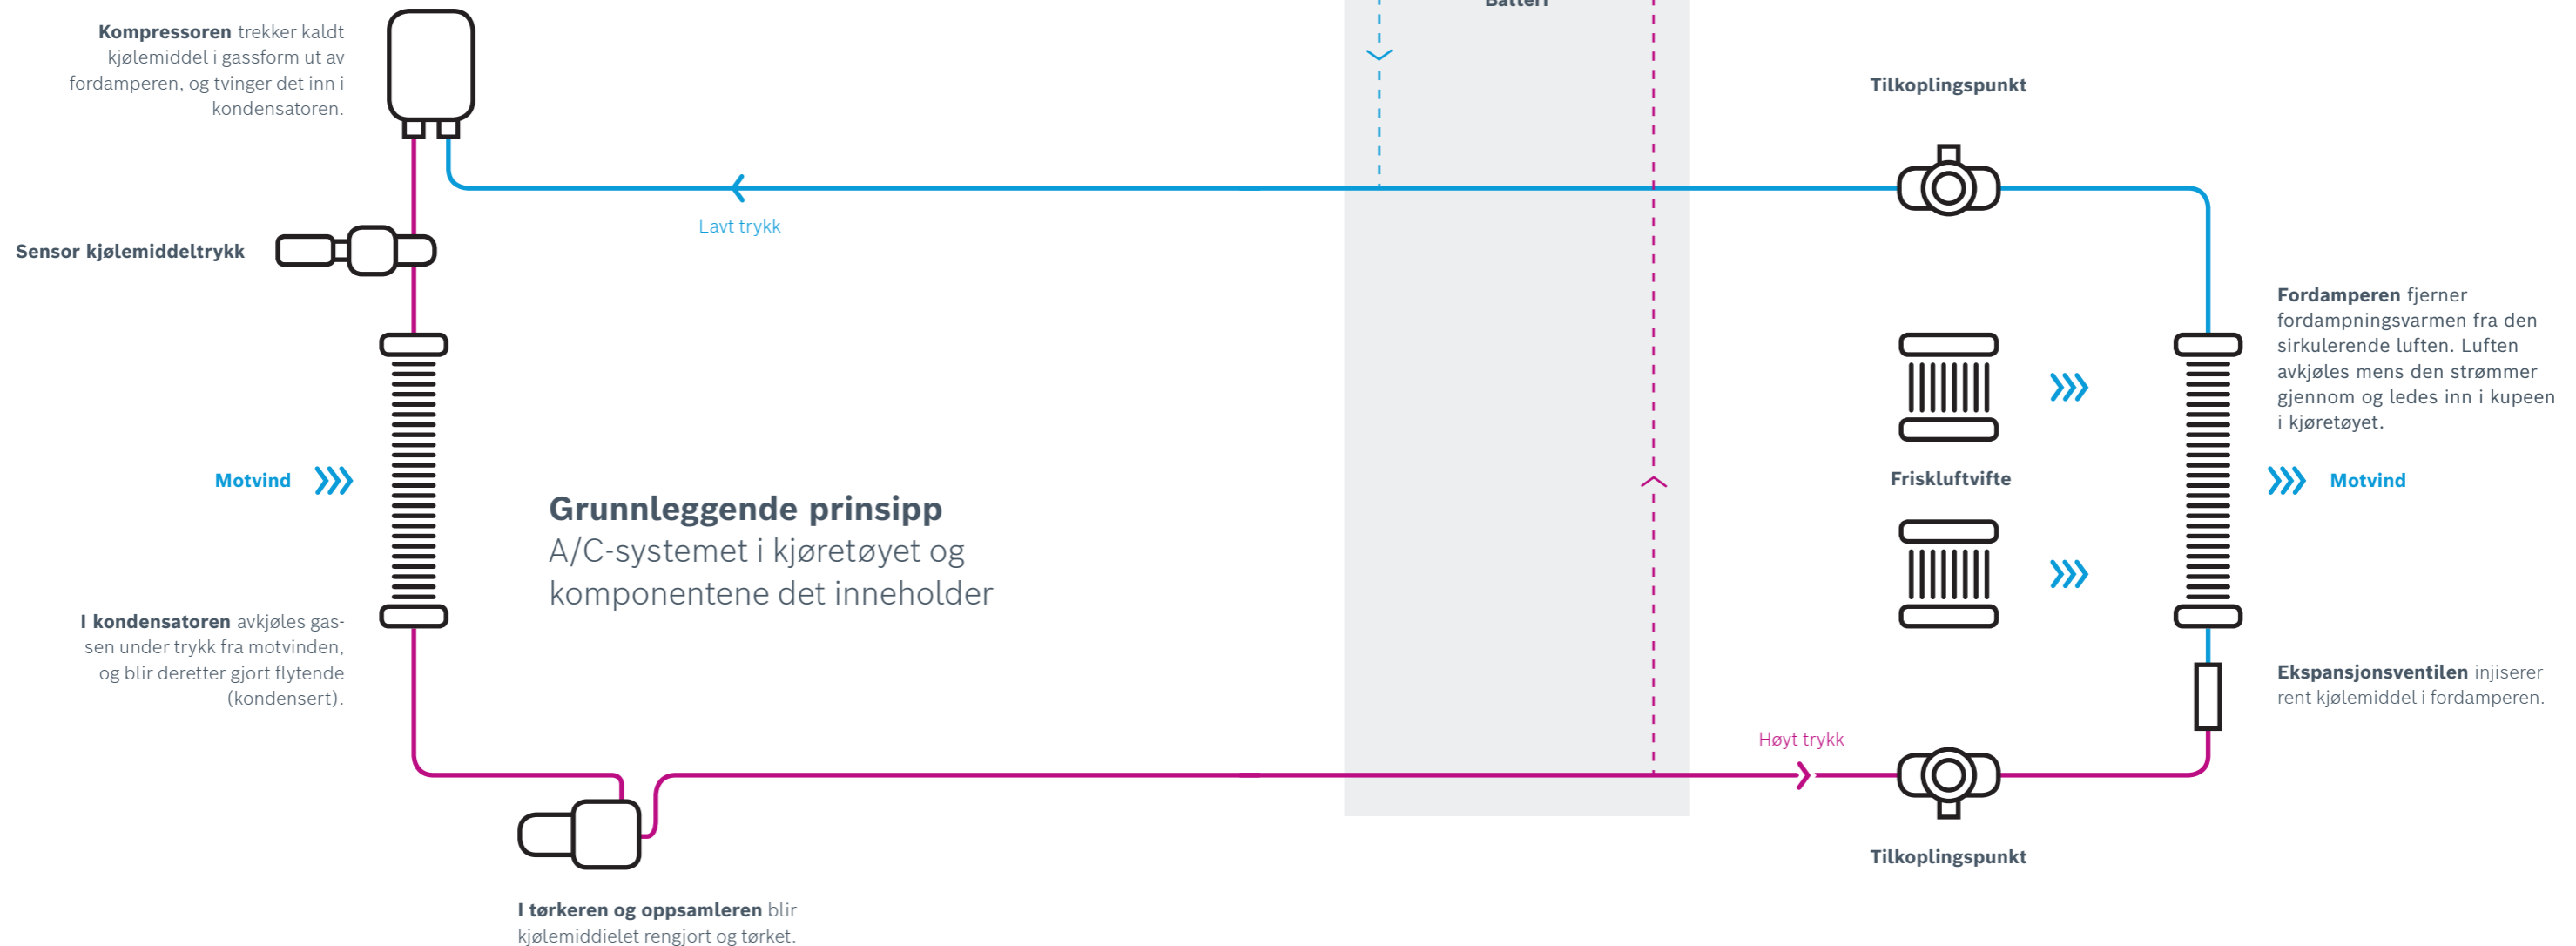 Batteri
Kompressoren trekker kaldt
kjølemiddel i gassform ut av
fordamperen, og tvinger det inn i
kondensatoren.
Tilkoplingspunkt
Lavt trykk
Sensor kjølemiddeltrykk
Fordamperen fjerner
fordampningsvarmen fra den
sirkulerende luften. Luften
avkjøles mens den strømmer
gjennom og ledes inn i kupeen
i kjøretøyet.
Motvind
Friskluftvifte
Motvind
Grunnleggende prinsipp
A/C-systemet i kjøretøyet og
komponentene det inneholder
I kondensatoren avkjøles gas-
sen under trykk fra motvinden,
og blir deretter gjort flytende
(kondensert).
Ekspansjonsventilen injiserer
rent kjølemiddel i fordamperen.
Høyt trykk
Tilkoplingspunkt
I tørkeren og oppsamleren blir
kjølemiddielet rengjort og tørket.